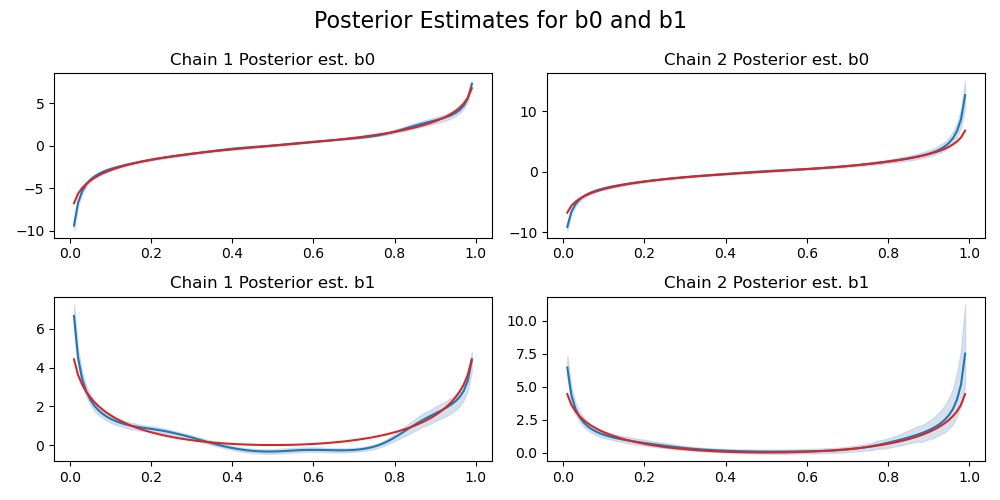 Posterior Estimates for b0 and b1
Chain 1 Posterior est. b0
5
0
−5
−10
0.0 0.2 0.4 0.6 0.8 1.0
Chain 2 Posterior est. b0
10
0
−10
0.0 0.2 0.4 0.6 0.8 1.0
Chain 1 Posterior est. b1
6
4
2
0
0.0 0.2 0.4 0.6 0.8 1.0
Chain 2 Posterior est. b1
10.0
7.5
5.0
2.5
0.0
0.0 0.2 0.4 0.6 0.8 1.0